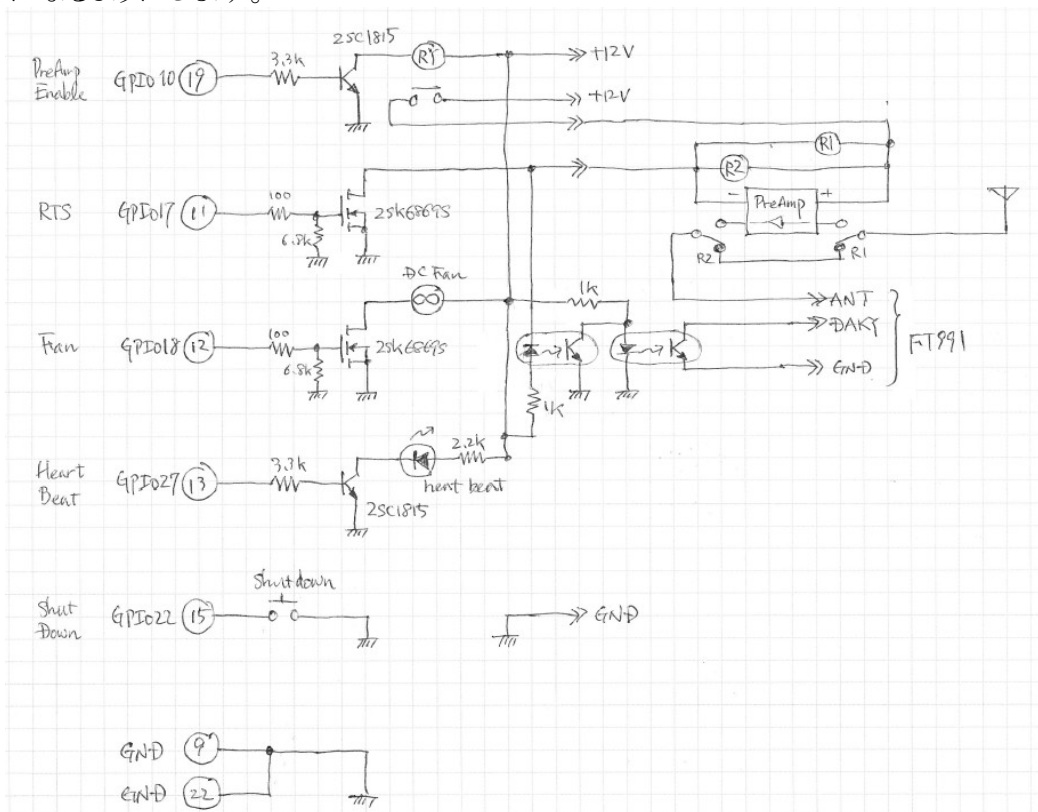 2SC1815
Ry
+12V
PreAmp Enable
GPIO10
19
3.3k
+12V
R1
R2
- PreAmp +
RTS
GPIO17
11
100
6.8k
2SK6869S
R2
R1
DC Fan
1K
ANT
DAKY
FT991
GND
Fan
GPIO18
12
100
6.8k
2SK6869S
1K
Heart Beat
GPIO27
13
3.3k
2.2k
heat beat
2SC1815
Shutdown
Shut Down
GPIO22
15
GND
GND
9
GND
22